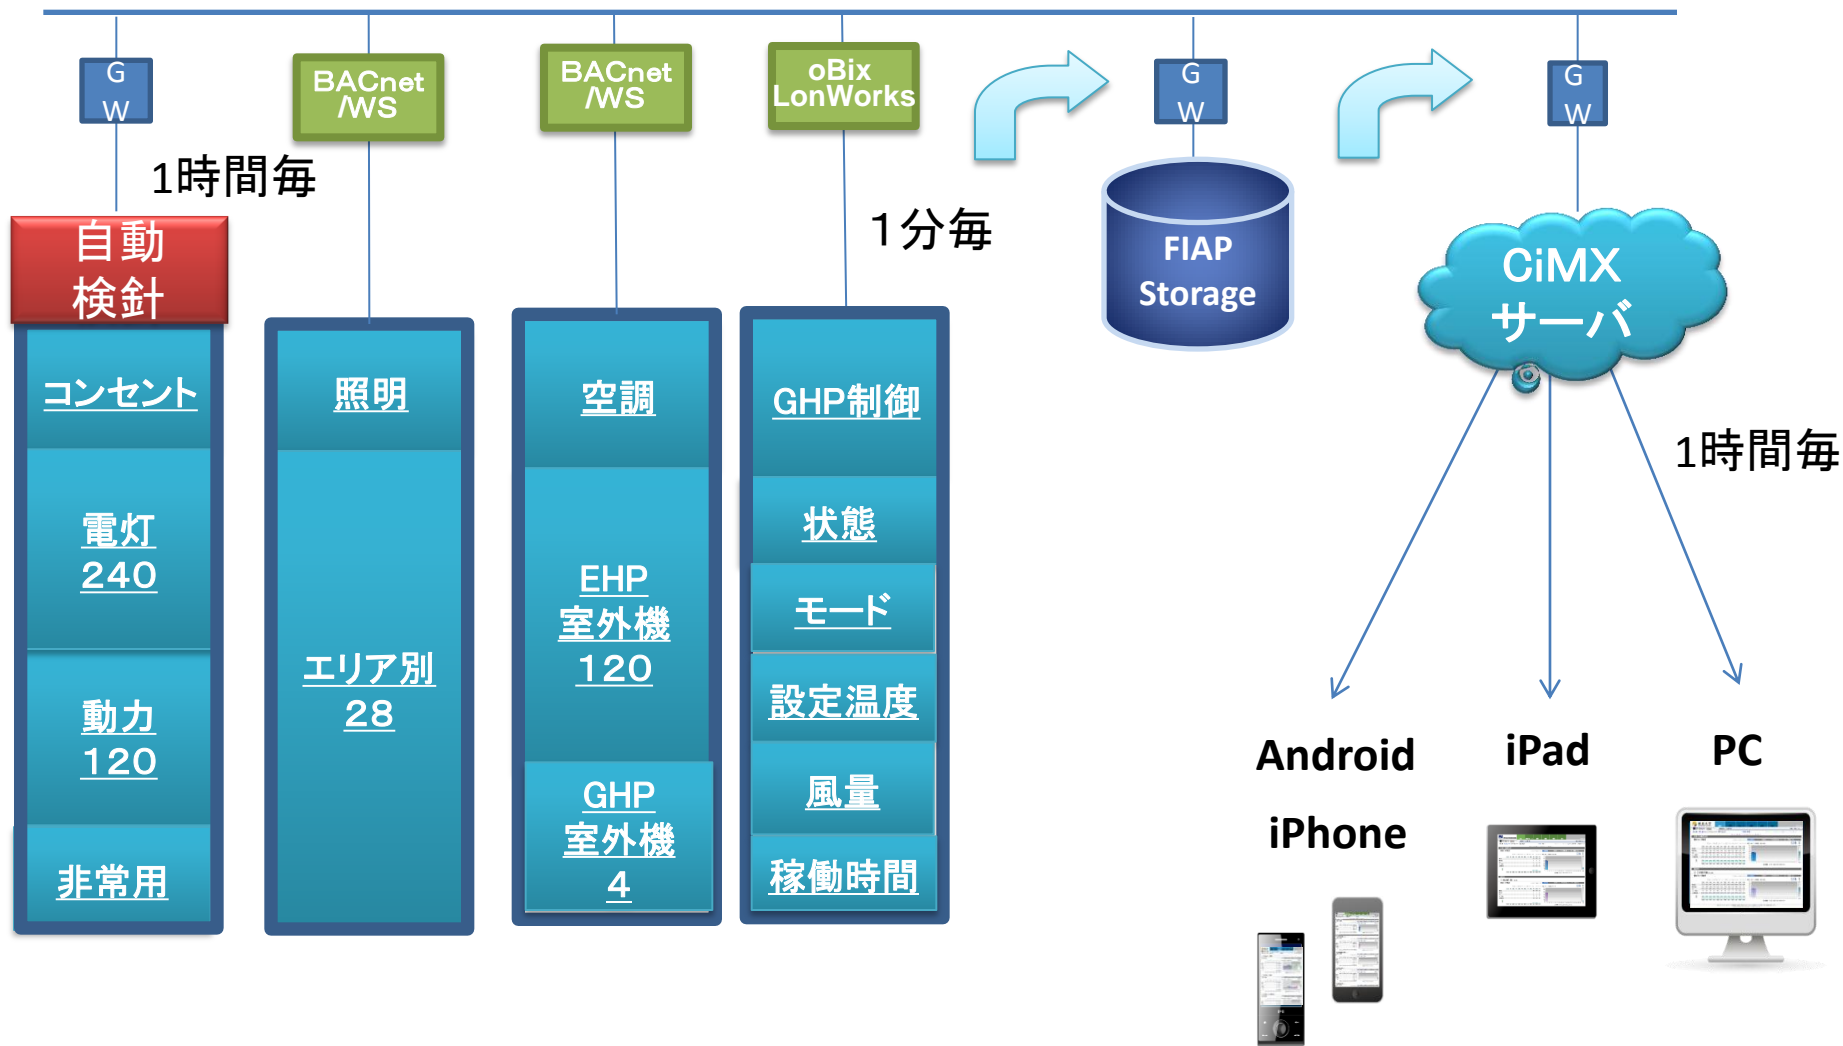 G
W
BACnet
/WS
BACnet
/WS
oBix
LonWorks
G
W
G
W
1時間毎
1分毎
自動
検針
コンセント
電灯
240
動力
120
非常用
照明
エリア別
28
空調
EHP
室外機
120
GHP
室外機
4
GHP制御
状態
モード
設定温度
風量
稼働時間
FIAP
Storage
CiMX
サーバ
1時間毎
Android
iPhone
iPad
PC